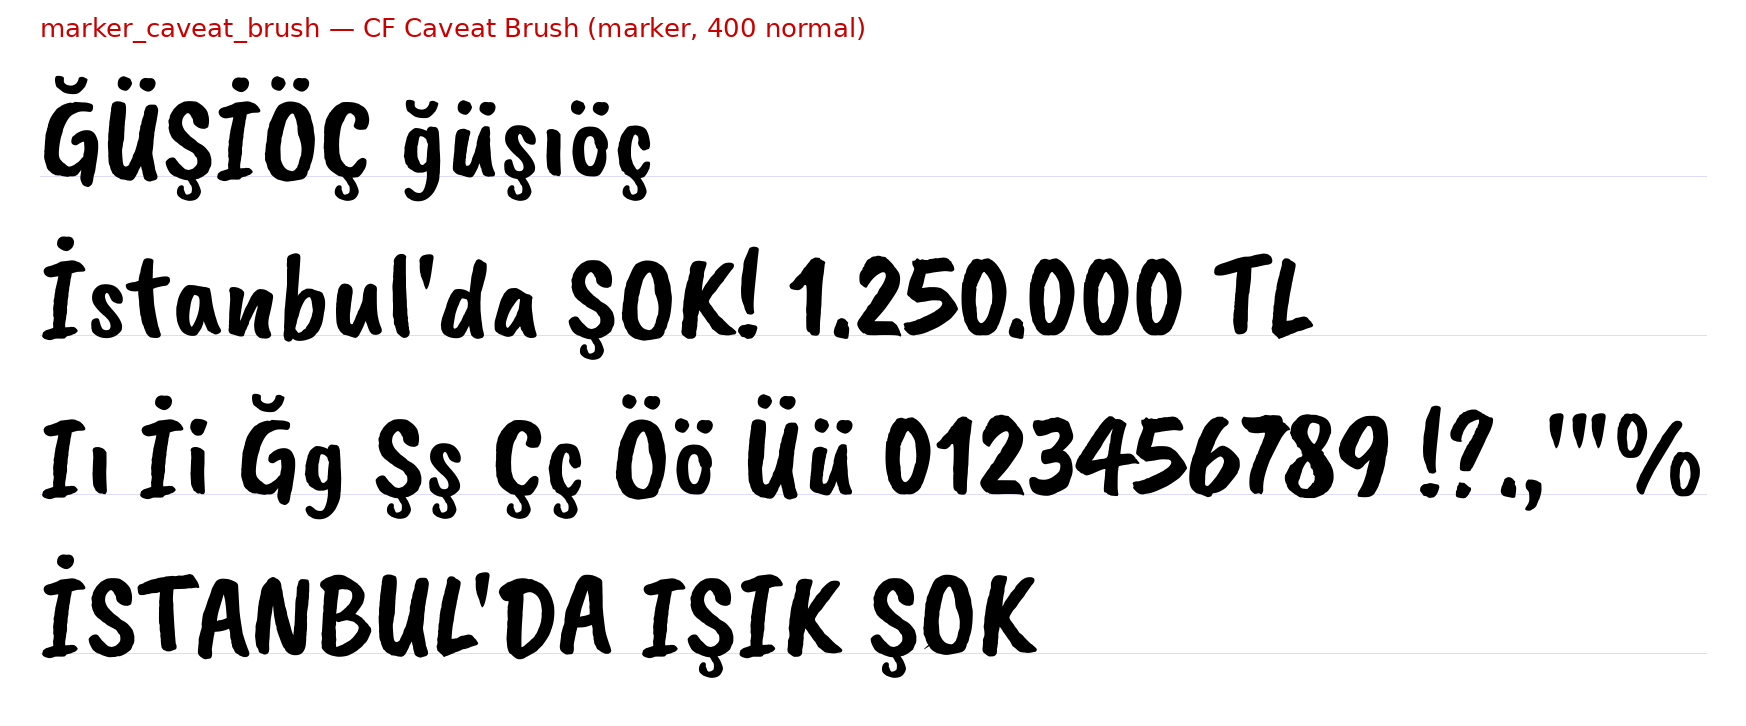 marker_caveat_brush — CF Caveat Brush (marker, 400 normal)
ĞÜŞİÖÇ ğüşıöç
İstanbul'da ŞOK! 1.250.000 TL
Iı İi Ğg Şş Çç Öö Üü 0123456789 !?.,'"%
İSTANBUL'DA IŞIK ŞOK